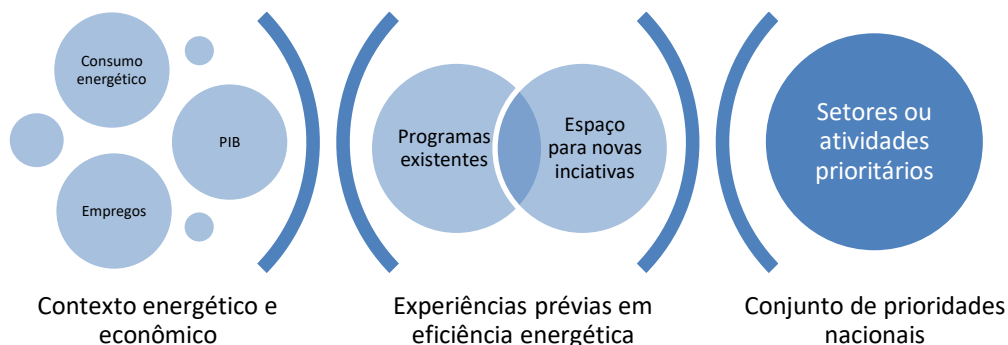 Consumo
energético
PIB
Empregos
Contexto energético e
econômico
Programas
existentes
Espaço
para novas
inciativas
Experiências prévias em
eficiência energética
Setores ou
atividades
prioritários
Conjunto de prioridades
nacionais